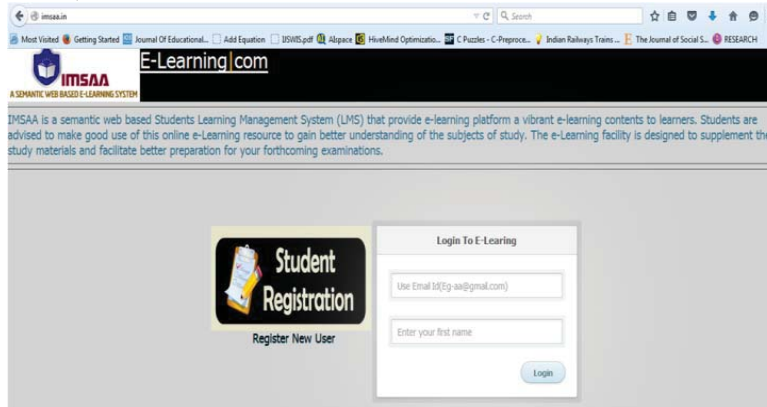 imsaa.in
Search
Most Visited Getting Started Journal Of Educational... Add Equation IJSWIS.pdf Alspace HiveMind Optimizatio... C Puzzles - C-Preproce... Indian Railways Trains ... The Journal of Social S... RESEARCH
E-Learning|com
IMSAA
A SEMANTIC WEB BASED E-LEARNING SYSTEM
IMSAA is a semantic web based Students Learning Management System (LMS) that provide e-learning platform a vibrant e-learning contents to learners. Students are
advised to make good use of this online e-Learning resource to gain better understanding of the subjects of study. The e-Learning facility is designed to supplement the
study materials and facilitate better preparation for your forthcoming examinations.
Student
Registration
Register New User
Login To E-Learing
Use Email Id(Eg-aa@gmal.com)
Enter your first name
Login